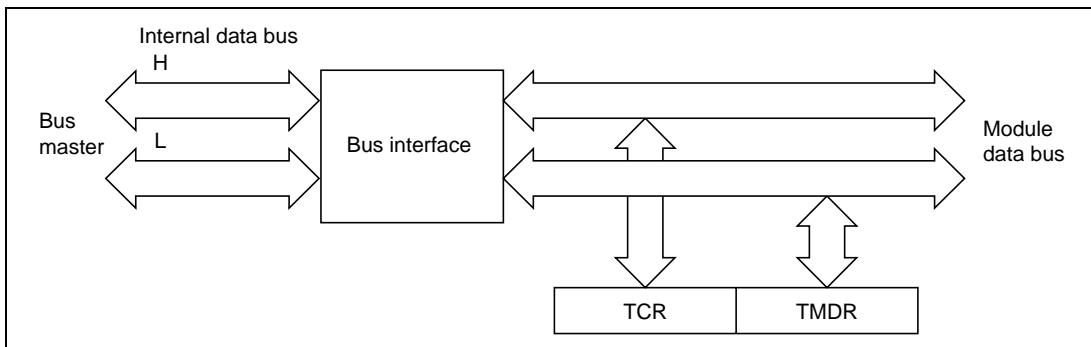 Internal data bus
H
Bus
master
L
Bus interface
Module
data bus
TCR
TMDR